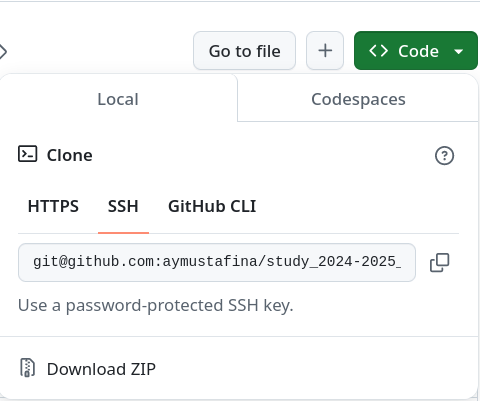 Go to file
+
<> Code
Local
Codespaces
Clone
HTTPS
SSH
GitHub CLI
git@github.com:aymustafina/study_2024-2025_
Use a password-protected SSH key.
Download ZIP